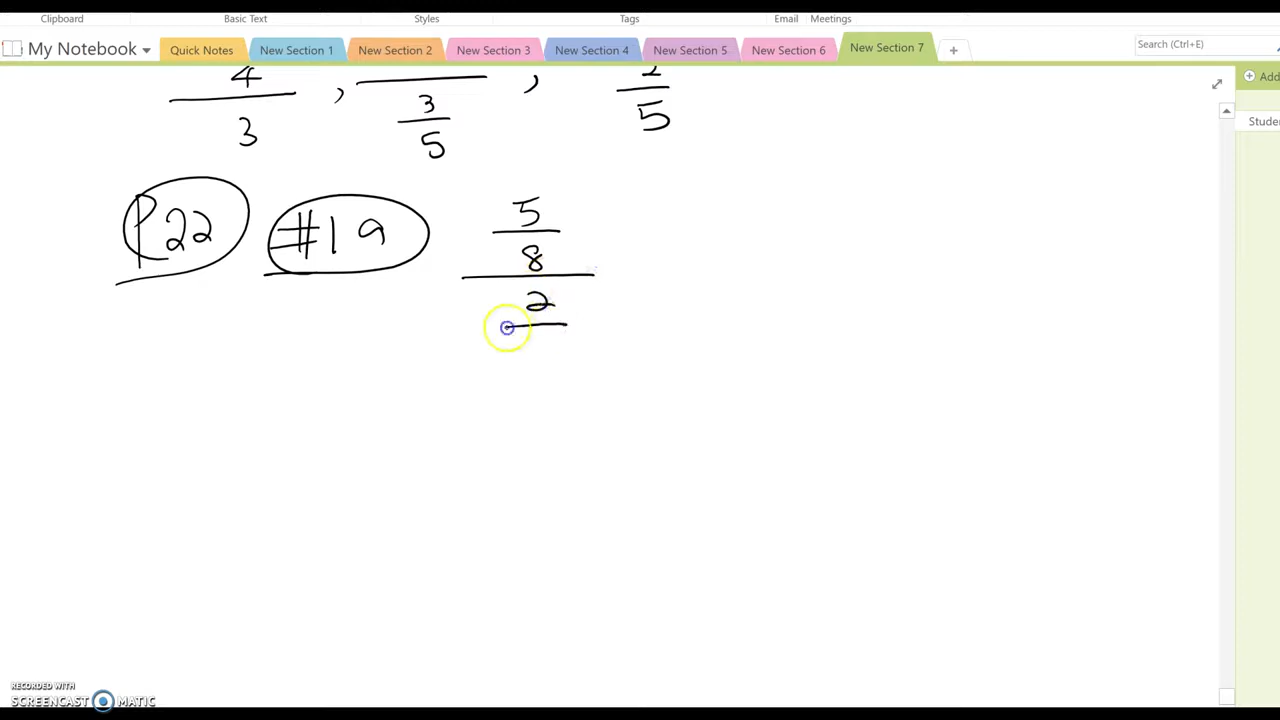 Clipboard Basic Text Styles Tags Email Meetings
My Notebook Quick Notes New Section 1 New Section 2 New Section 3 New Section 4 New Section 5 New Section 6 New Section 7 + Search (Ctrl+E)
Add
Studen
4
3
,
3
5
,
5
P22 #1a
5
8
2
RECORDED WITH
SCREENCAST MATIC